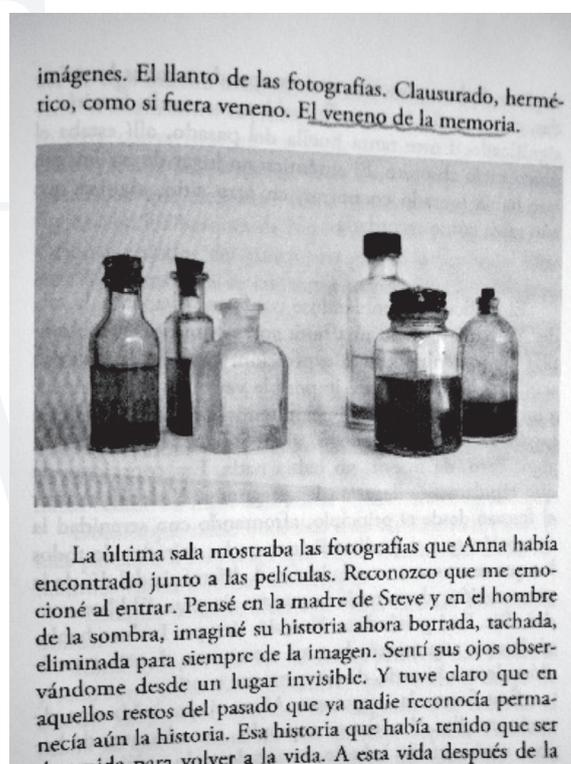 imágenes. El llanto de las fotografías. Clausurado, hermé-
tico, como si fuera veneno. El veneno de la memoria.
La última sala mostraba las fotografías que Anna había
encontrado junto a las películas. Reconozco que me emo-
cioné al entrar. Pensé en la madre de Steve y en el hombre
de la sombra, imaginé su historia ahora borrada, tachada,
eliminada para siempre de la imagen. Sentí sus ojos obser-
vándome desde un lugar invisible. Y tuve claro que en
aquellos restos del pasado que ya nadie reconocía perma-
necía aún la historia. Esa historia que había tenido que ser
para volver a la vida. A esta vida después de la